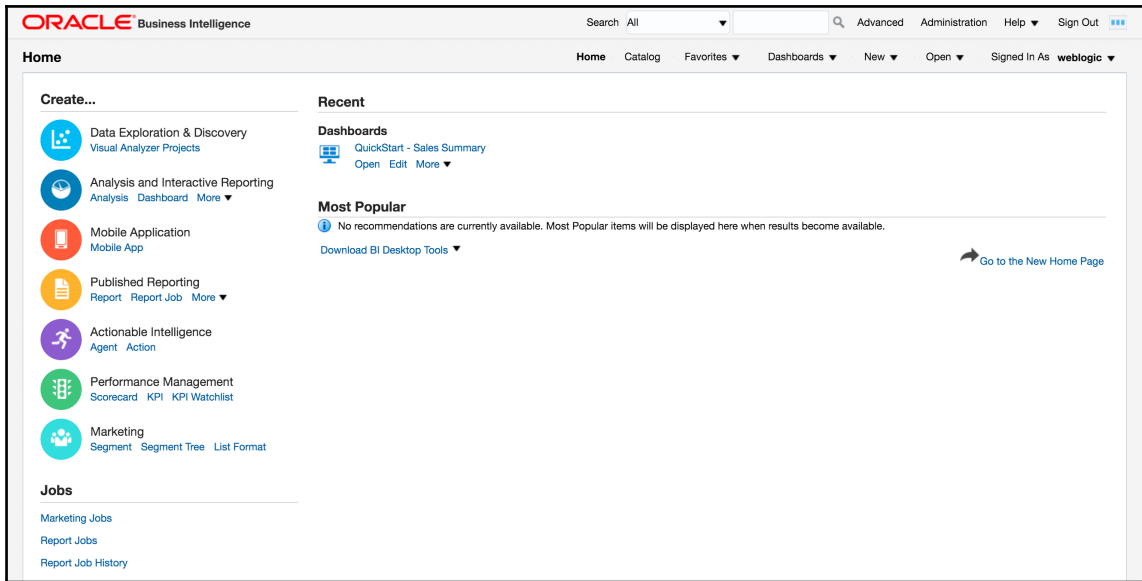 ORACLE® Business Intelligence
Search All Advanced Administration Help Sign Out
Home
Home Catalog Favorites Dashboards New Open Signed In As weblogic
Create...
Data Exploration & Discovery
Visual Analyzer Projects
Analysis and Interactive Reporting
Analysis Dashboard More
Mobile Application
Mobile App
Published Reporting
Report Report Job More
Actionable Intelligence
Agent Action
Performance Management
Scorecard KPI KPI Watchlist
Marketing
Segment Segment Tree List Format
Jobs
Marketing Jobs
Report Jobs
Report Job History
Recent
Dashboards
QuickStart - Sales Summary
Open Edit More
Most Popular
No recommendations are currently available. Most Popular items will be displayed here when results become available.
Download BI Desktop Tools
Go to the New Home Page